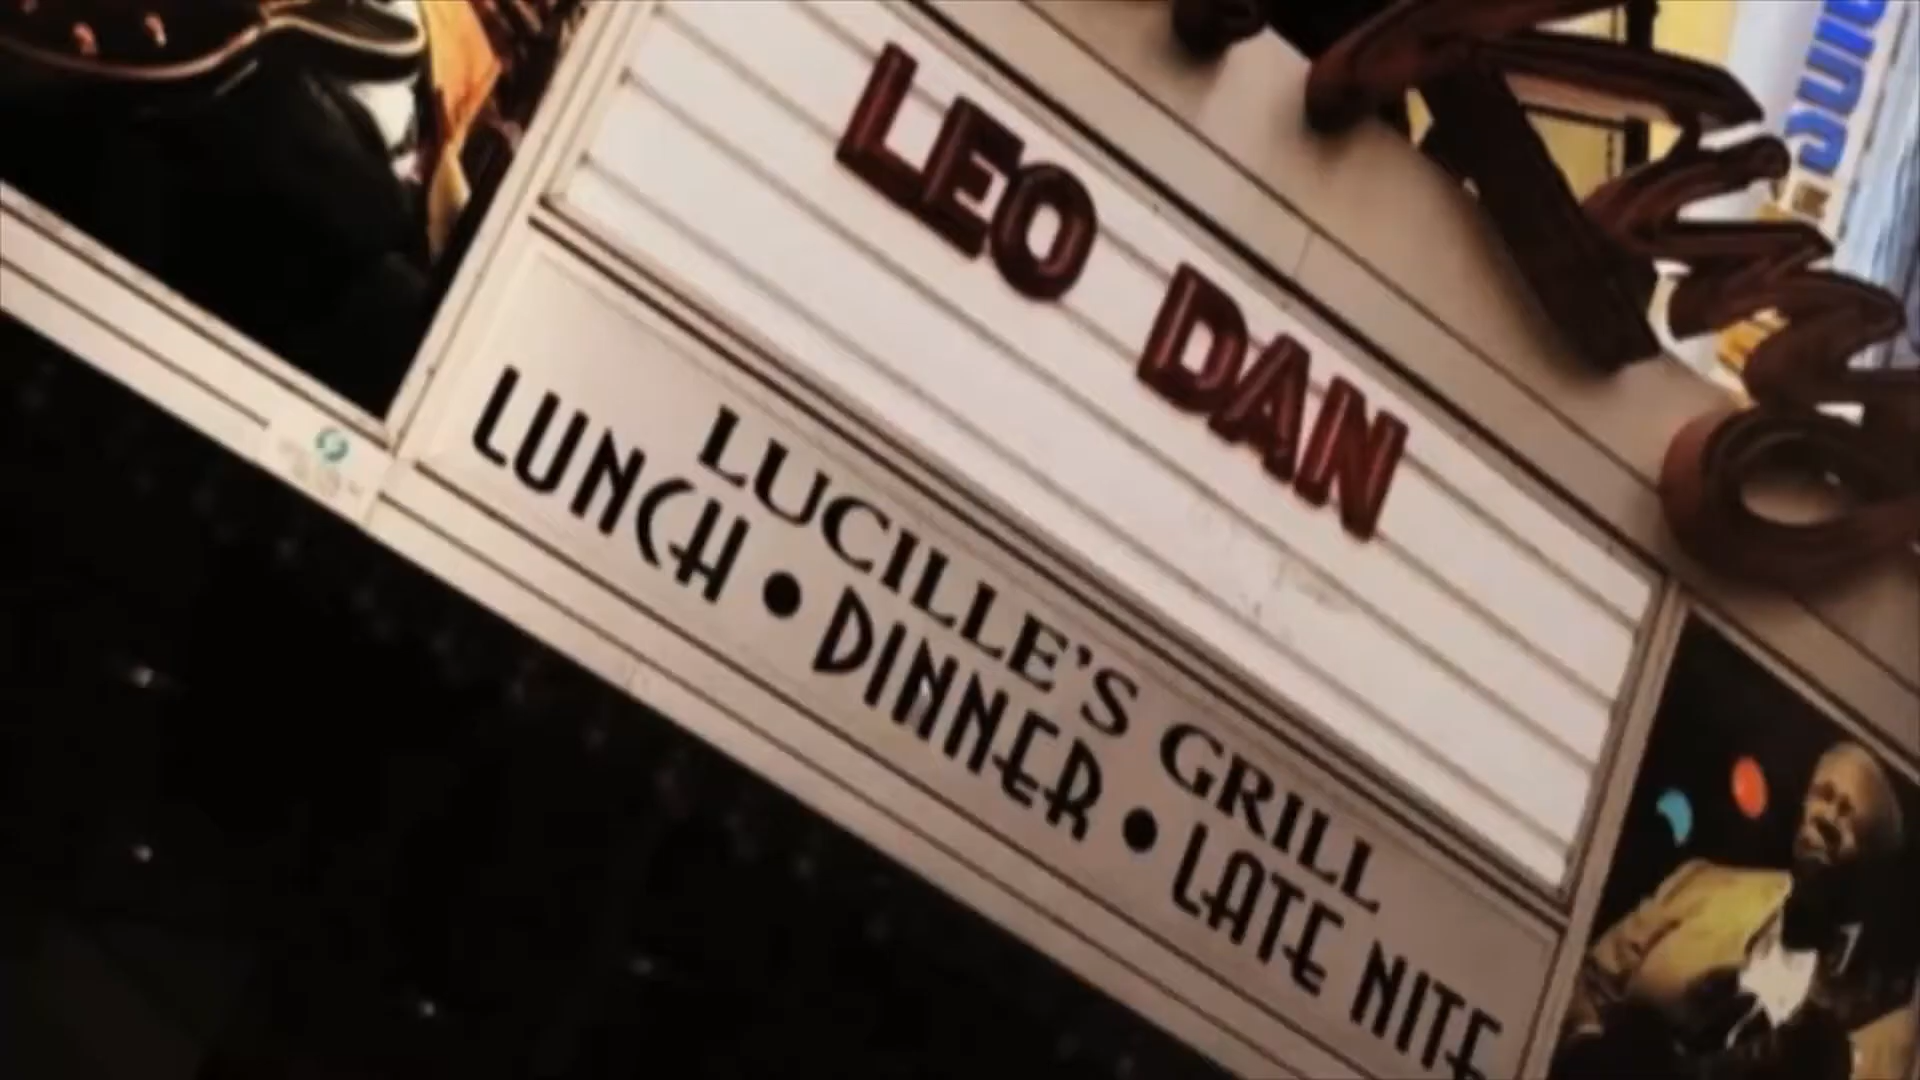 LEO DAN
LUCILLE'S GRILL
LUNCH • DINNER • LATE NITE